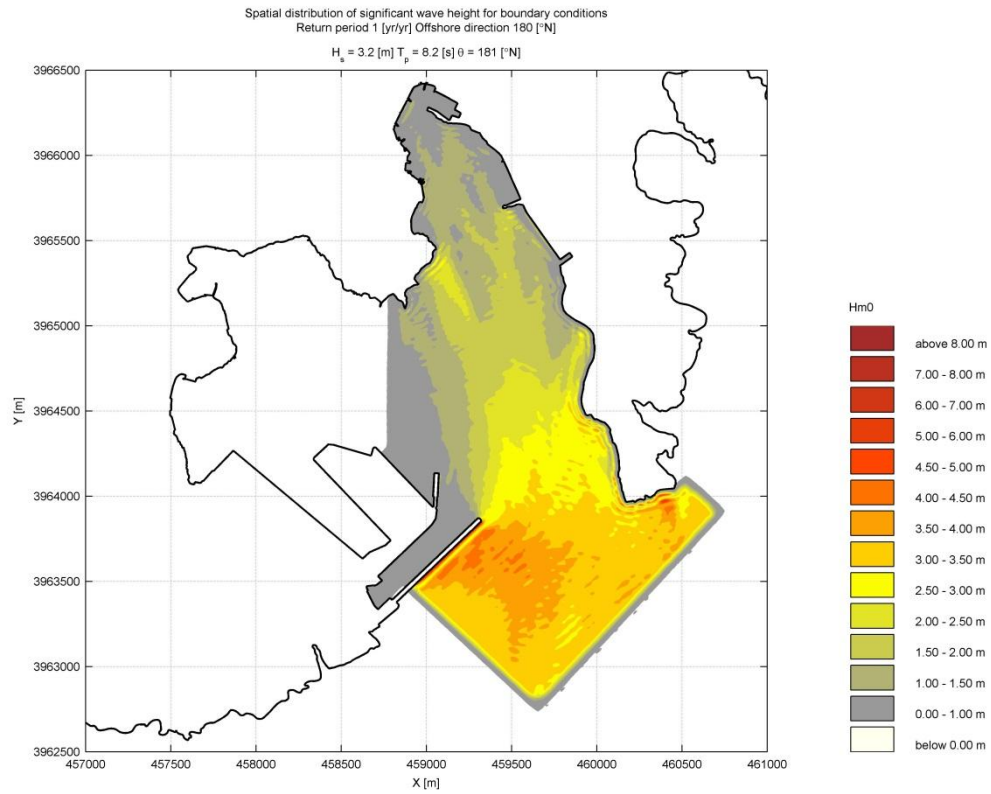 Spatial distribution of significant wave height for boundary conditions
Return period 1 [yr/yr] Offshore direction 180 [°N]
H_s = 3.2 [m] T_p = 8.2 [s] θ = 181 [°N]
3966500
3966000
3965500
3965000
3964500
3964000
3963500
3963000
3962500
Y [m]
457000 457500 458000 458500 459000 459500 460000 460500 461000
X [m]
Hm0
above 8.00 m
7.00 - 8.00 m
6.00 - 7.00 m
5.00 - 6.00 m
4.50 - 5.00 m
4.00 - 4.50 m
3.50 - 4.00 m
3.00 - 3.50 m
2.50 - 3.00 m
2.00 - 2.50 m
1.50 - 2.00 m
1.00 - 1.50 m
0.00 - 1.00 m
below 0.00 m